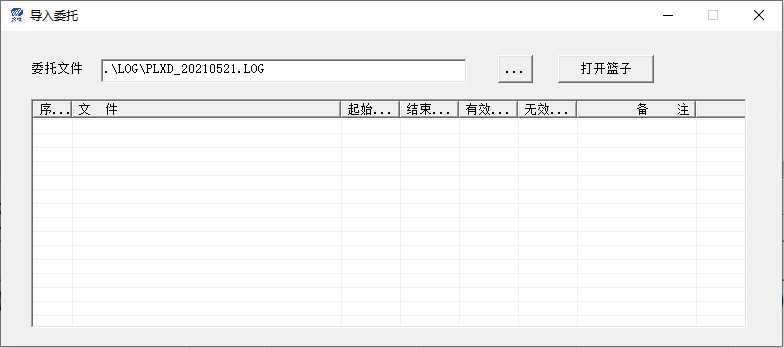 导入委托
委托文件 .\LOG\PLXD_20210521.LOG ... 打开篮子
序... 文 件 起始... 结束... 有效... 无效... 备 注